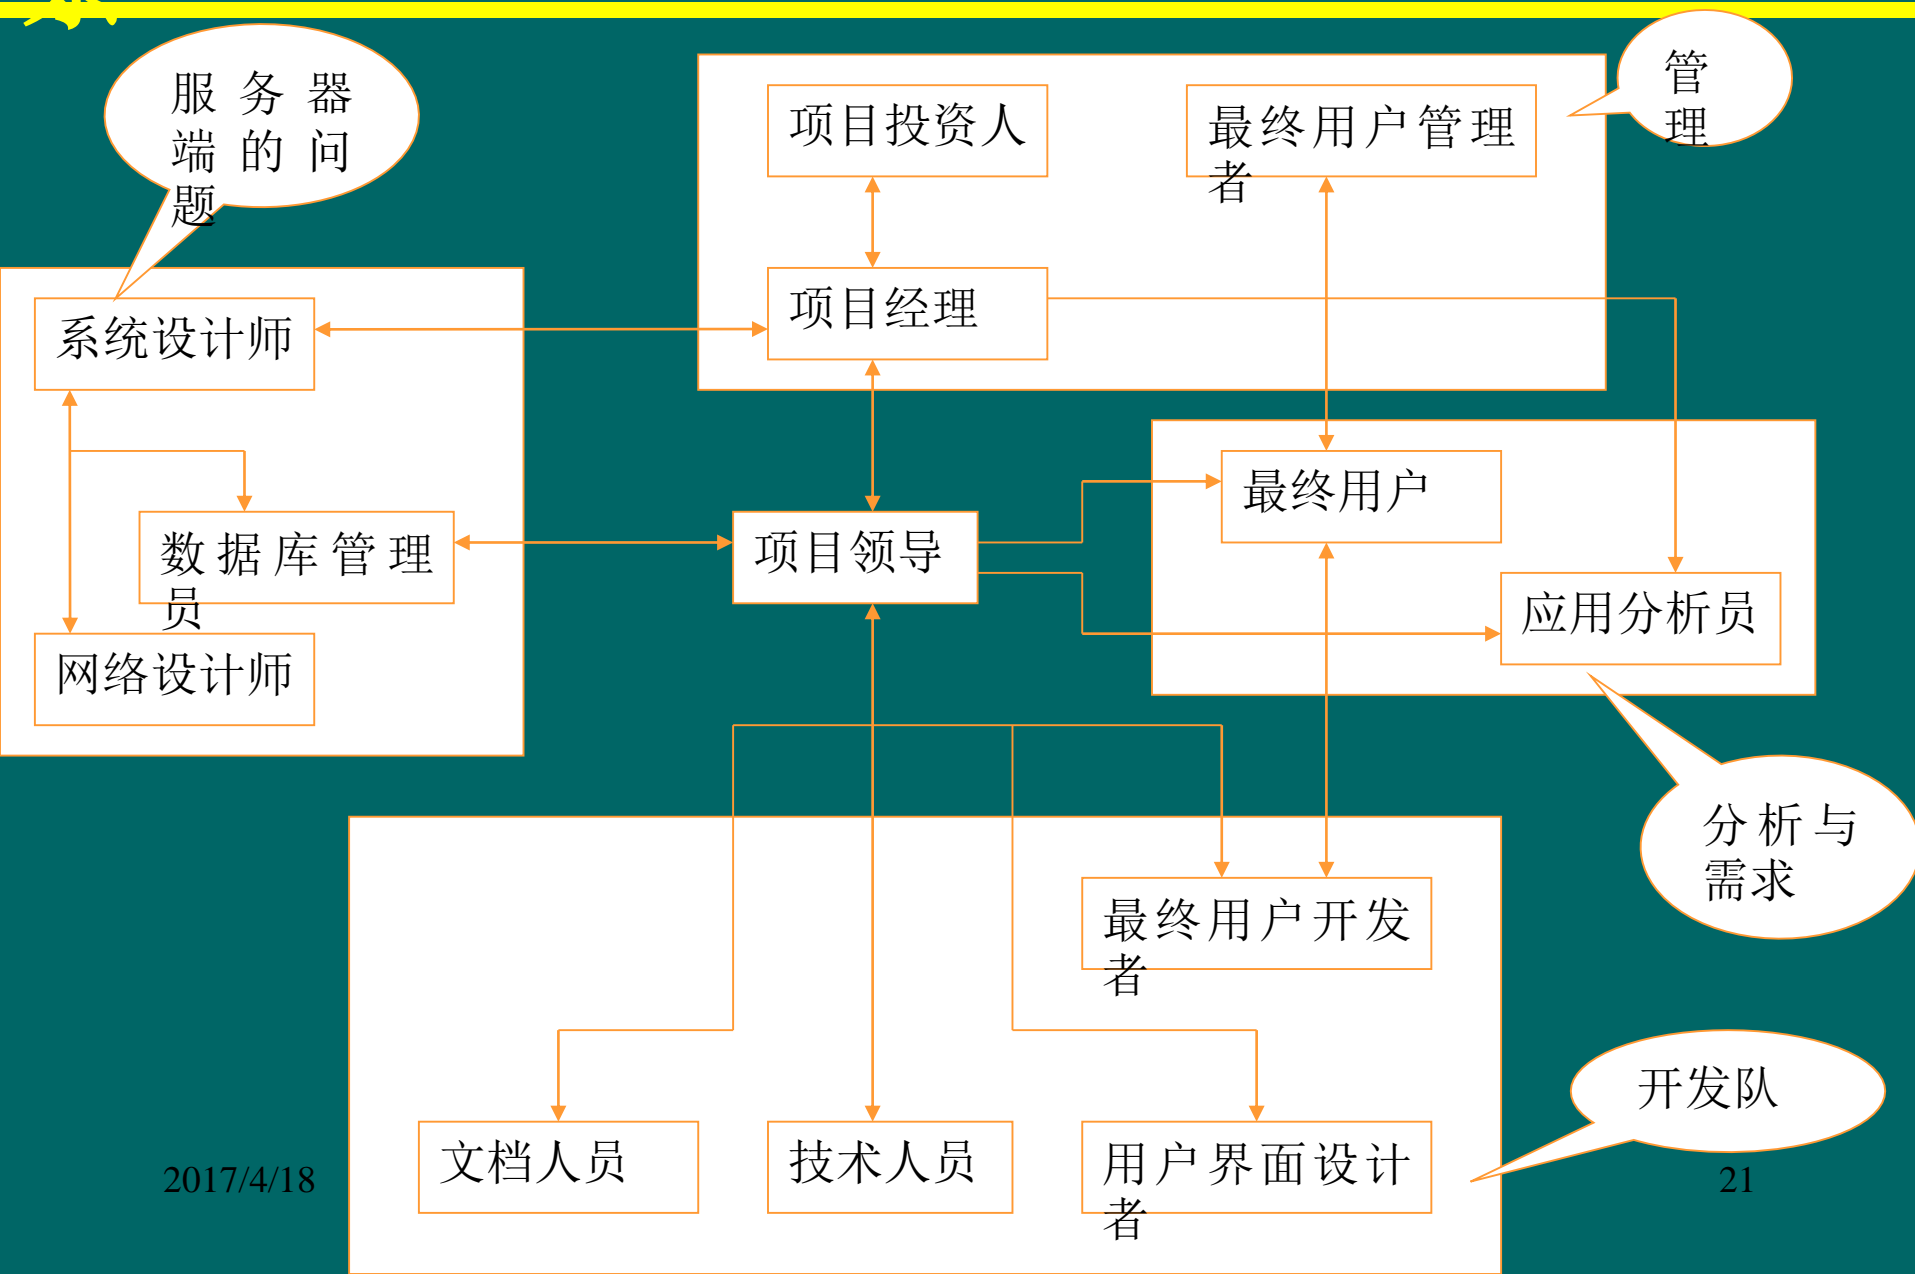 服务器
端的问
题
管
理
项目投资人
最终用户管理
者
项目经理
系统设计师
最终用户
数据库管理
员
项目领导
应用分析员
网络设计师
分析与
需求
最终用户开发
者
开发队
文档人员
技术人员
用户界面设计
者
2017/4/18
21